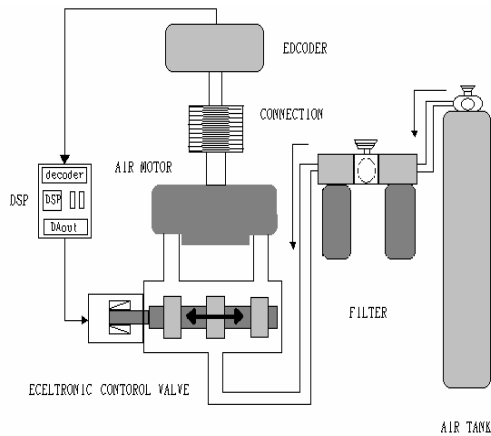 EDCODER
CONNECTION
AIR MOTOR
decoder
DSP
DSP
DAout
FILTER
ECELTRONIC CONTOROL VALVE
AIR TANK